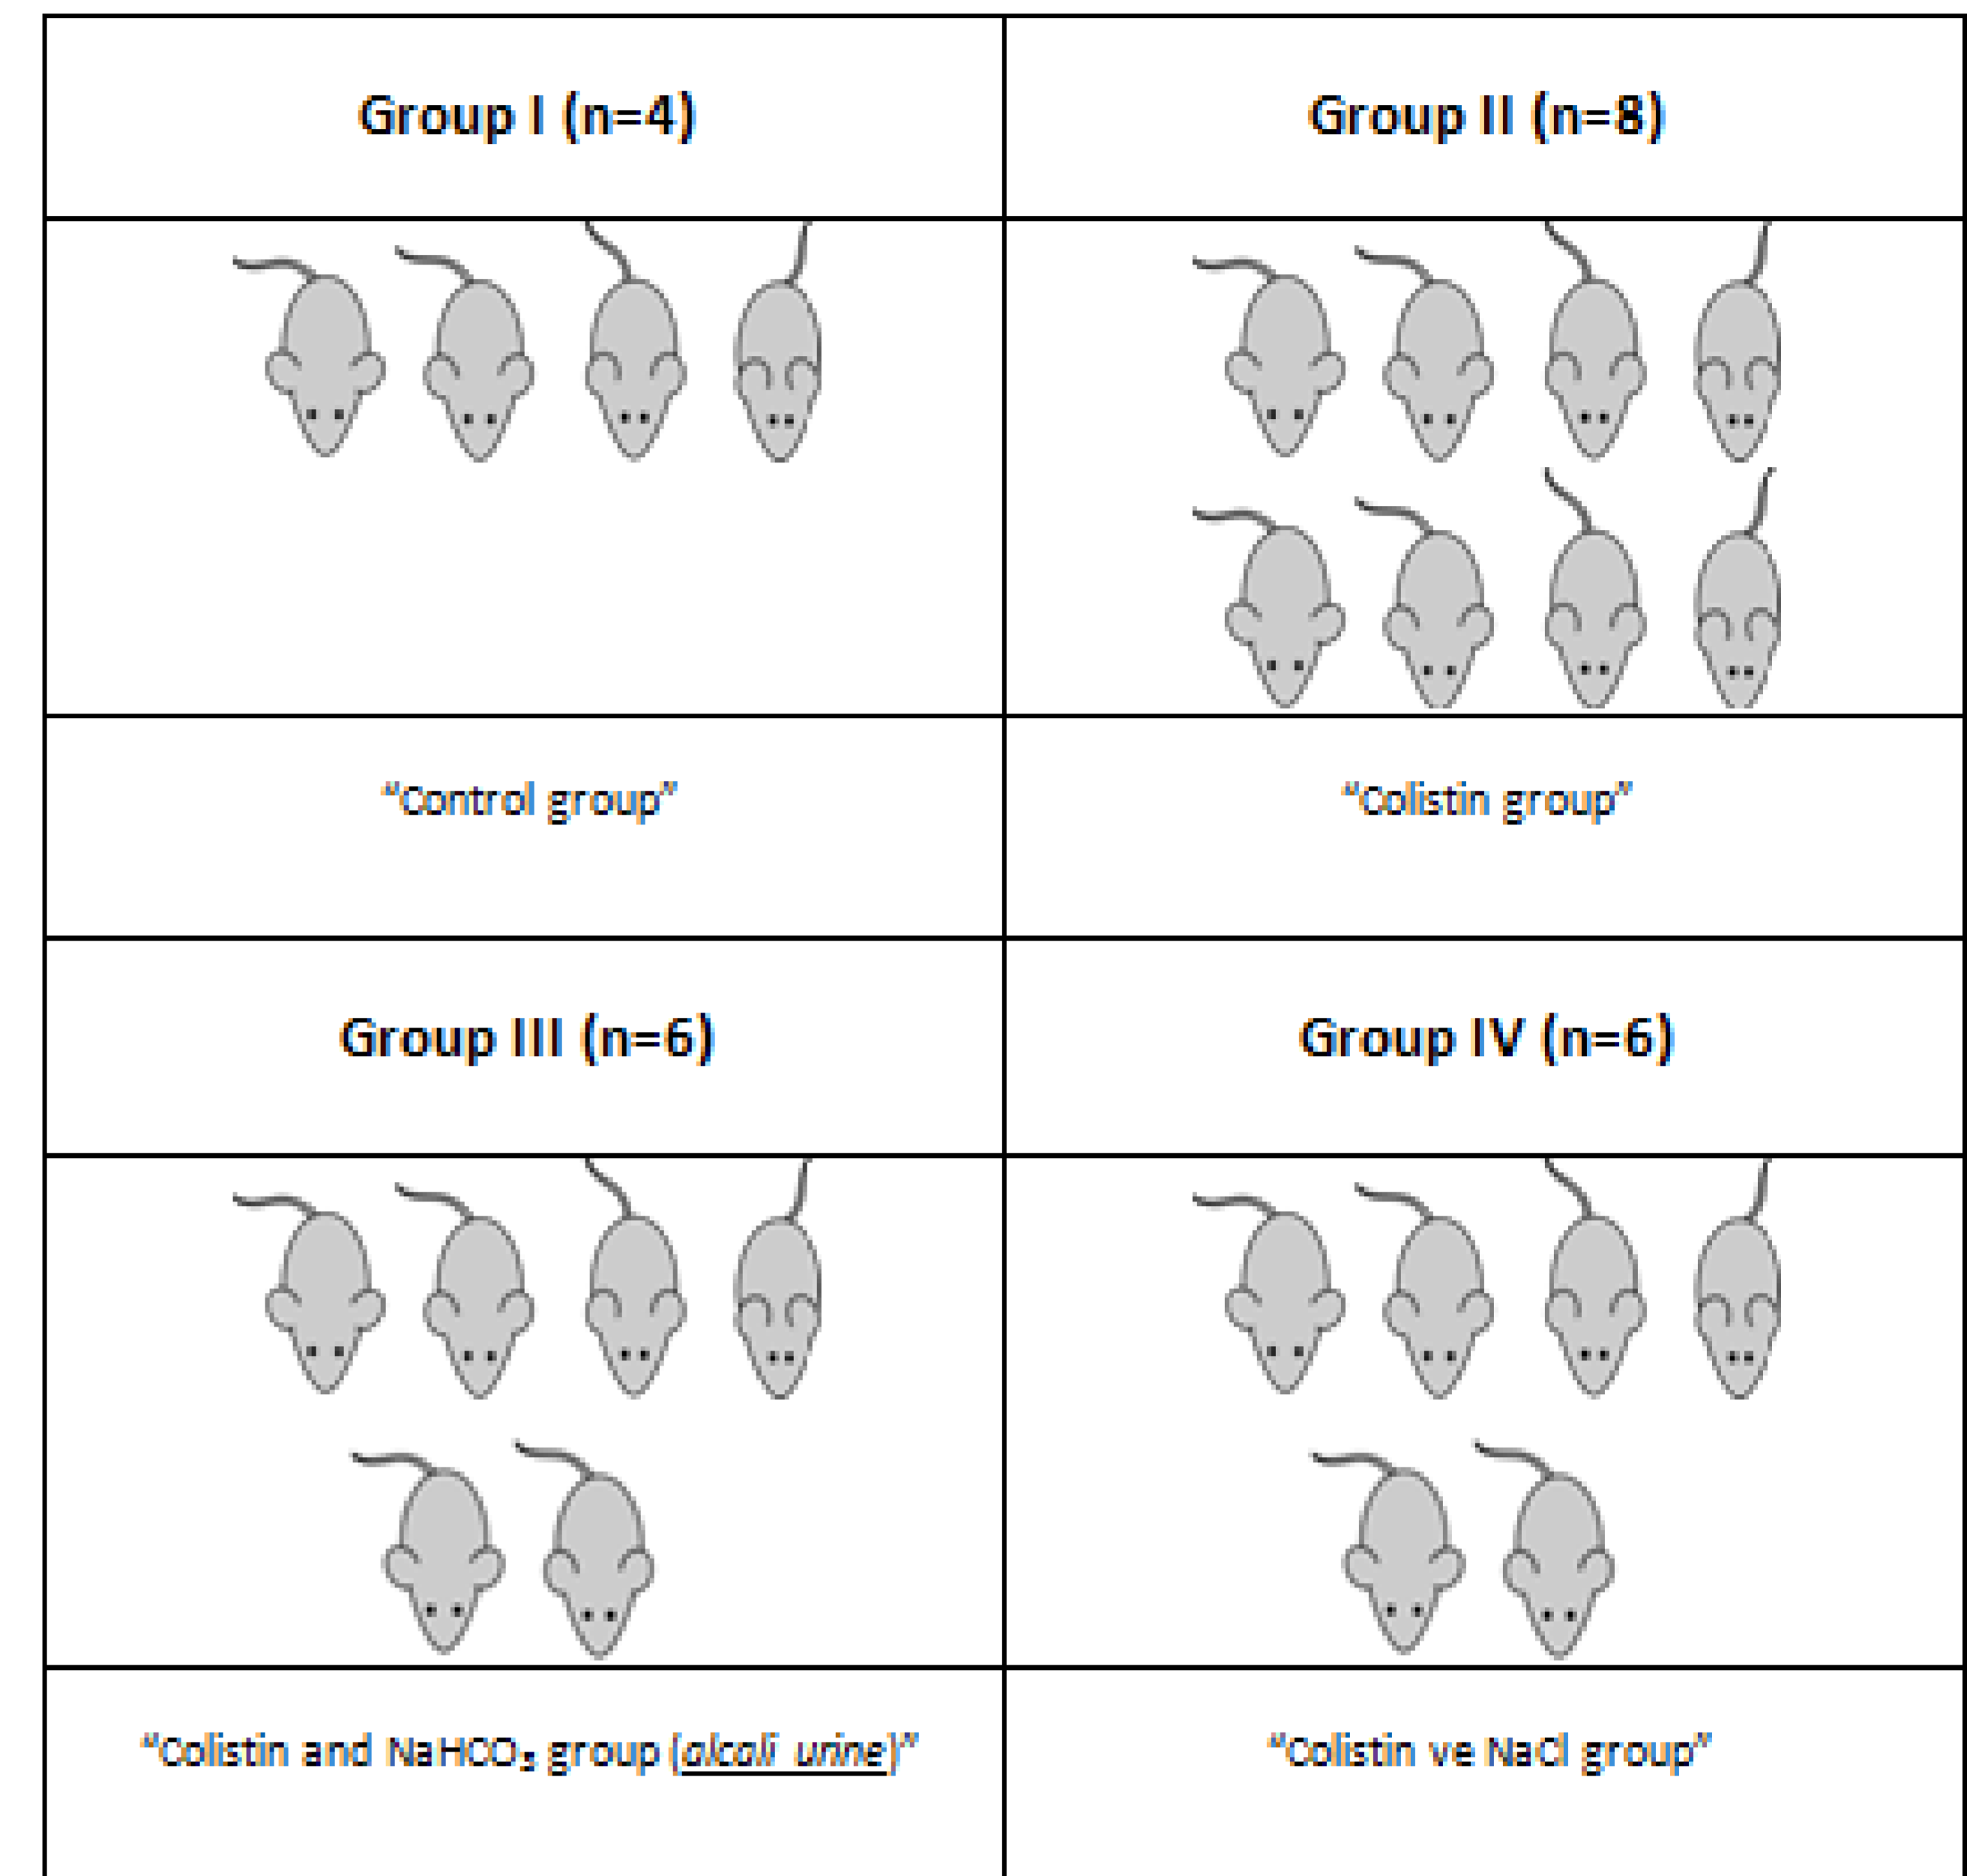 Group I (n=4)
Group II (n=8)
“Control group”
“Colistin group”
Group III (n=6)
Group IV (n=6)
“Colistin and NaHCO₃ group (alcali urine)”
“Colistin ve NaCl group”